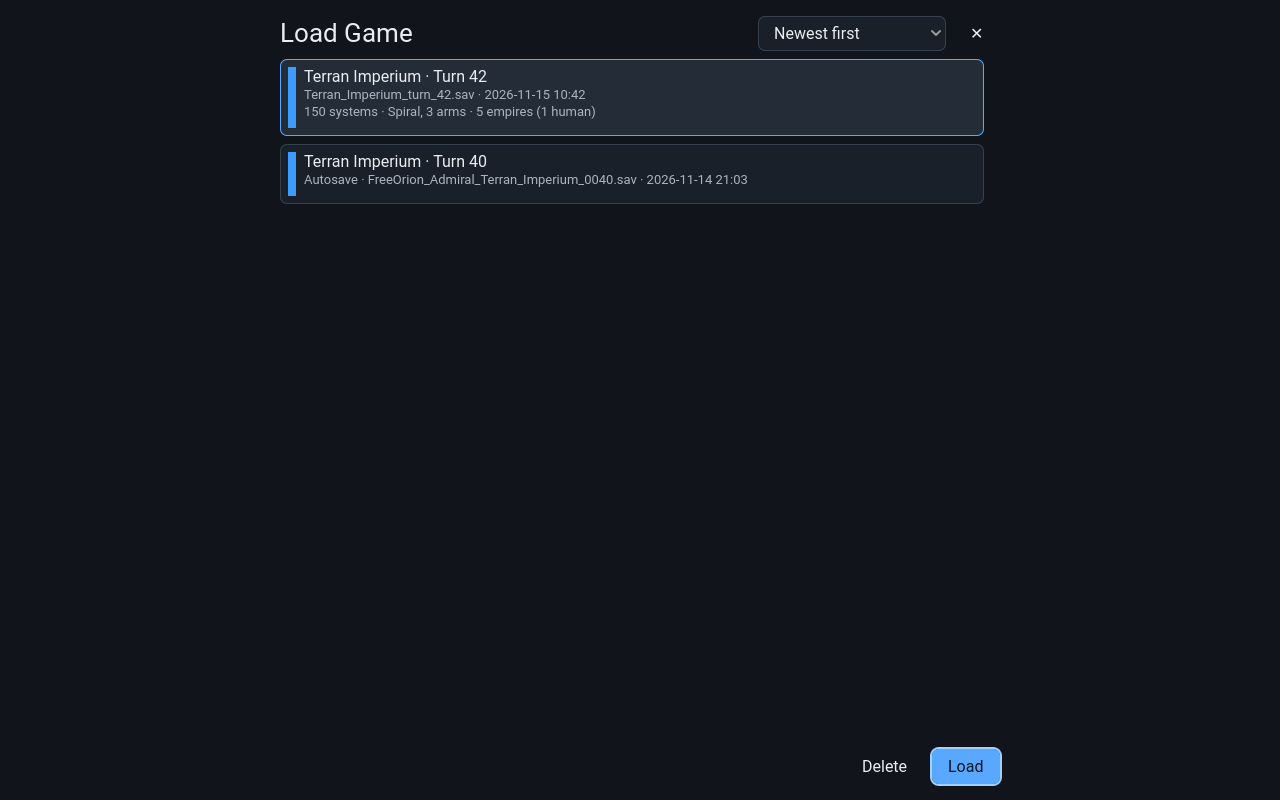 Load Game
Newest first
✕
Terran Imperium · Turn 42
Terran_Imperium_turn_42.sav · 2026-11-15 10:42
150 systems · Spiral, 3 arms · 5 empires (1 human)
Terran Imperium · Turn 40
Autosave · FreeOrion_Admiral_Terran_Imperium_0040.sav · 2026-11-14 21:03
Delete
Load